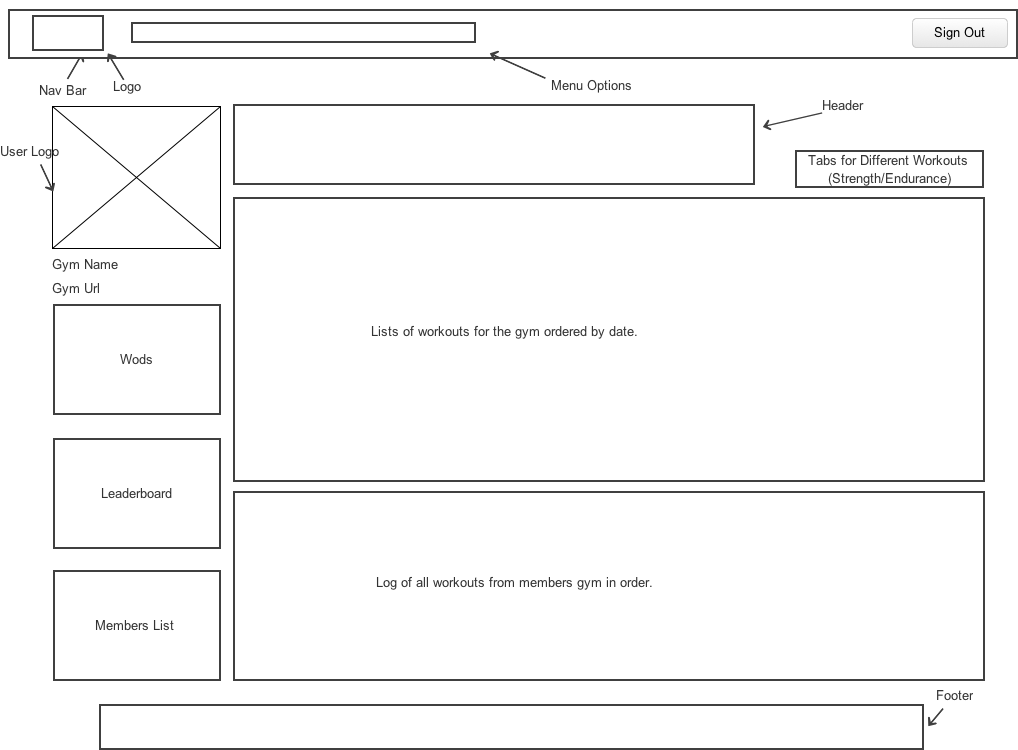 Sign Out
Nav Bar
Logo
Menu Options
Header
User Logo
Tabs for Different Workouts
(Strength/Endurance)
Gym Name
Gym Url
Lists of workouts for the gym ordered by date.
Wods
Leaderboard
Log of all workouts from members gym in order.
Members List
Footer